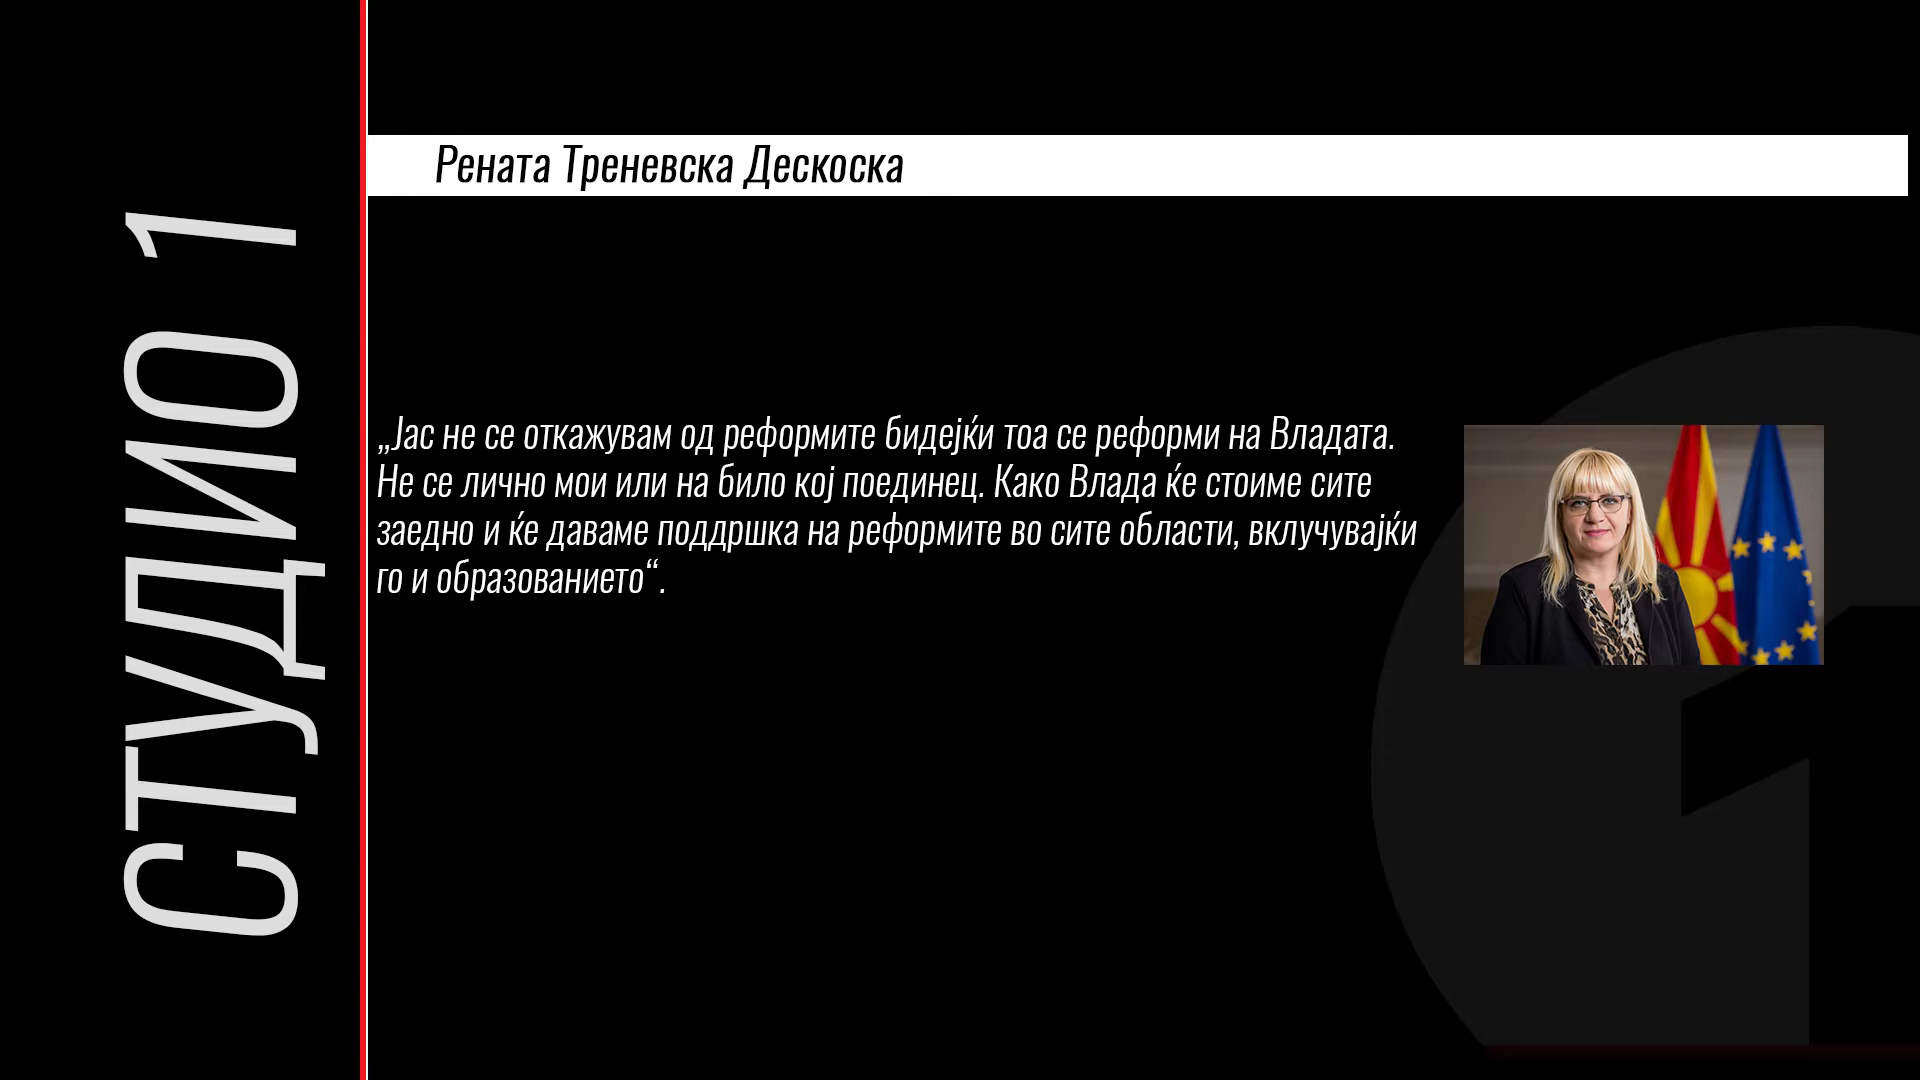 СТУДИО 1
Рената Треневска Дескоска
„Јас не се откажувам од реформите бидејќи тоа се реформи на Владата.
Не се лично мои или на било кој поединец. Како Влада ќе стоиме сите
заедно и ќе даваме поддршка на реформите во сите области, вклучувајќи
го и образованието“.
1